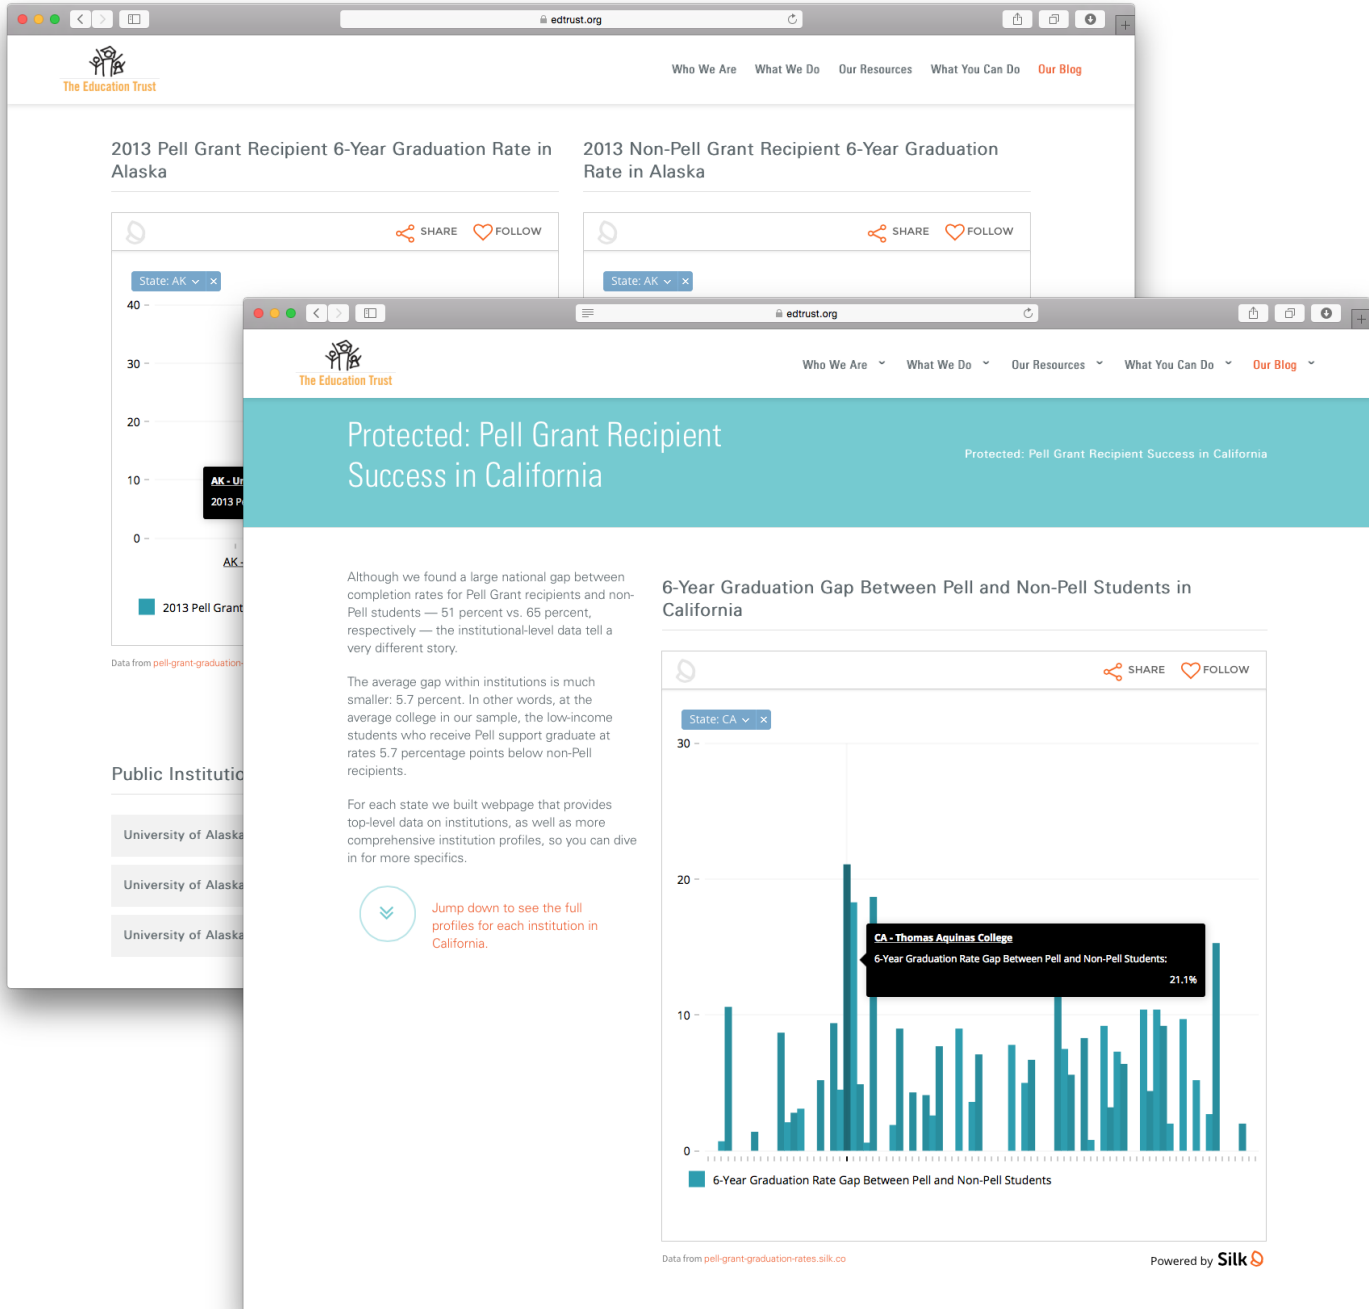 edtrust.org
The Education Trust
Who We Are What We Do Our Resources What You Can Do Our Blog
2013 Pell Grant Recipient 6-Year Graduation Rate in
Alaska
2013 Non-Pell Grant Recipient 6-Year Graduation
Rate in Alaska
SHARE FOLLOW
SHARE FOLLOW
State: AK
State: AK
40
30
20
10
0
AK -
2013
AK -
2013 Pell Grant
Data from pell-grant-graduation-
Public
University of Alaska
University of Alaska
University of Alaska
edtrust.org
The Education Trust
Who We Are What We Do Our Resources What You Can Do Our Blog
Protected: Pell Grant Recipient
Success in California
Protected: Pell Grant Recipient Success in California
Although we found a large national gap between
completion rates for Pell Grant recipients and non-
Pell students — 51 percent vs. 65 percent,
respectively — the institutional-level data tell a
very different story.
The average gap within institutions is much
smaller: 5.7 percent. In other words, at the
average college in our sample, the low-income
students who receive Pell support graduate at
rates 5.7 percentage points below non-Pell
recipients.
For each state we built webpage that provides
top-level data on institutions, as well as more
comprehensive institution profiles, so you can dive
in for more specifics.
Jump down to see the full
profiles for each institution in
California.
6-Year Graduation Gap Between Pell and Non-Pell Students in
California
SHARE FOLLOW
State: CA
30
20
10
0
CA - Thomas Aquinas College
6-Year Graduation Rate Gap Between Pell and Non-Pell Students:
21.1%
6-Year Graduation Rate Gap Between Pell and Non-Pell Students
Data from pell-grant-graduation-rates.silk.co
Powered by Silk